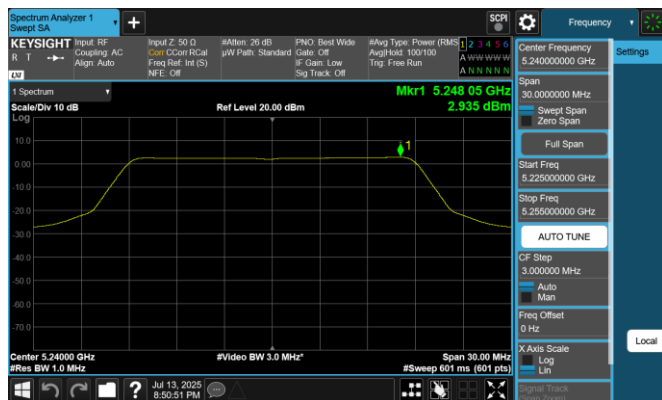 Spectrum Analyzer 1
Swept SA
SCPI
Frequency
KEYSIGHT
R T
LXI
Input: RF
Coupling: AC
Align: Auto
Input Z: 50 Ω
Corr CCorr RCal
Freq Ref: Int (S)
NFE: Off
#Atten: 26 dB
µW Path: Standard
PNO: Best Wide
Gate: Off
IF Gain: Low
Sig Track: Off
#Avg Type: Power (RMS
Avg|Hold: 100/100
Trig: Free Run
1 2 3 4 5 6
A W W W W W
A N N N N N
1 Spectrum
Scale/Div 10 dB
Log
Ref Level 20.00 dBm
Mkr1 5.248 05 GHz
2.935 dBm
1
10.0
0.00
-10.0
-20.0
-30.0
-40.0
-50.0
-60.0
-70.0
Center 5.24000 GHz
#Res BW 1.0 MHz
#Video BW 3.0 MHz*
Span 30.00 MHz
#Sweep 601 ms (601 pts)
Center Frequency
5.240000000 GHz
Span
30.0000000 MHz
Swept Span
Zero Span
Full Span
Start Freq
5.225000000 GHz
Stop Freq
5.255000000 GHz
AUTO TUNE
CF Step
3.000000 MHz
Auto
Man
Freq Offset
0 Hz
X Axis Scale
Log
Lin
Signal Track
(Span Zoom)
Settings
Local
?
Jul 13, 2025
8:50:51 PM